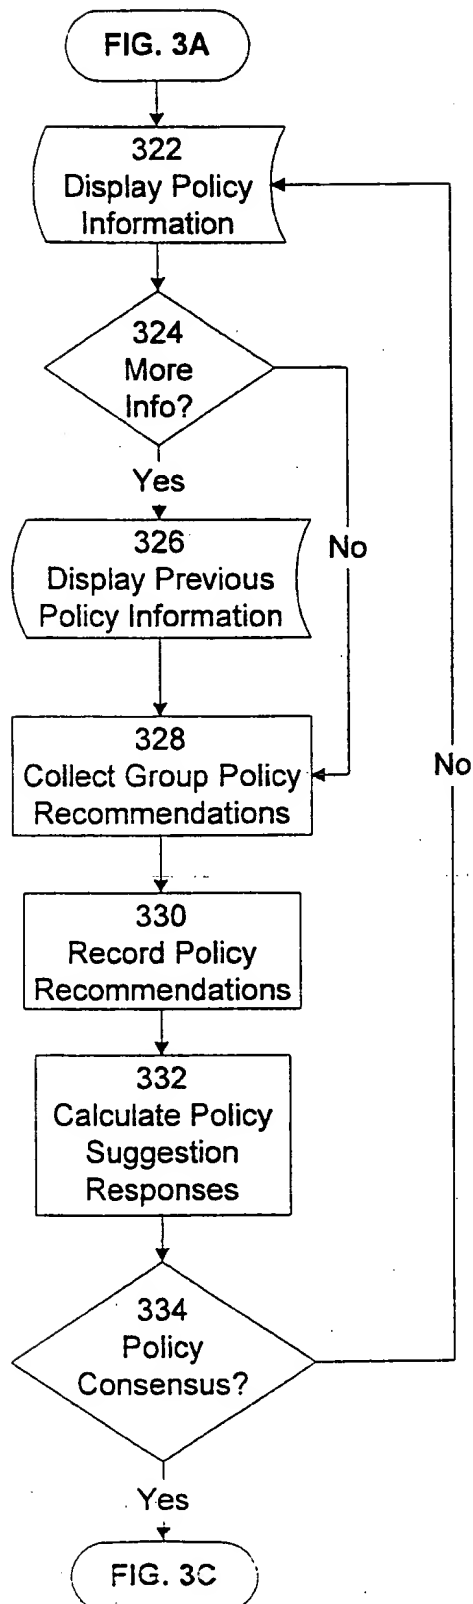 FIG. 3A
322
Display Policy
Information
324
More
Info?
Yes
326
Display Previous
Policy Information
No
328
Collect Group Policy
Recommendations
No
330
Record Policy
Recommendations
332
Calculate Policy
Suggestion
Responses
334
Policy
Consensus?
Yes
FIG. 3C